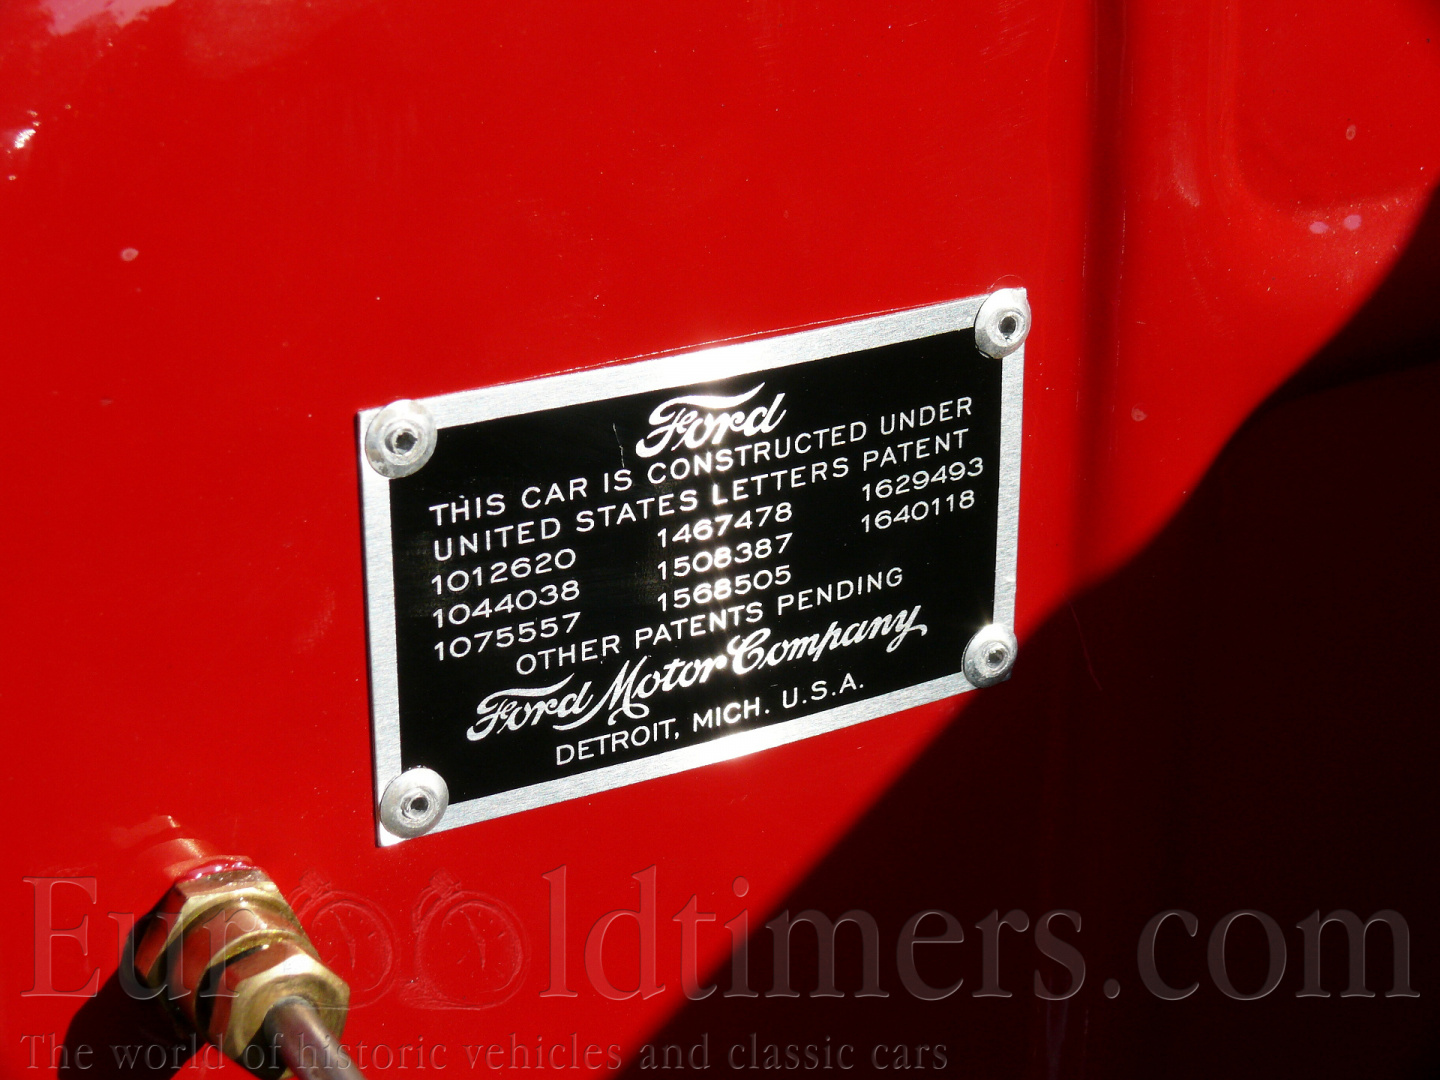 Ford
THIS CAR IS CONSTRUCTED UNDER
UNITED STATES LETTERS PATENT
1012620 1467478 1629493
1044038 1508387 1640118
1075557 1568505
OTHER PATENTS PENDING
Ford Motor Company
DETROIT, MICH. U.S.A.
EuroOldtimers.com
The world of historic vehicles and classic cars